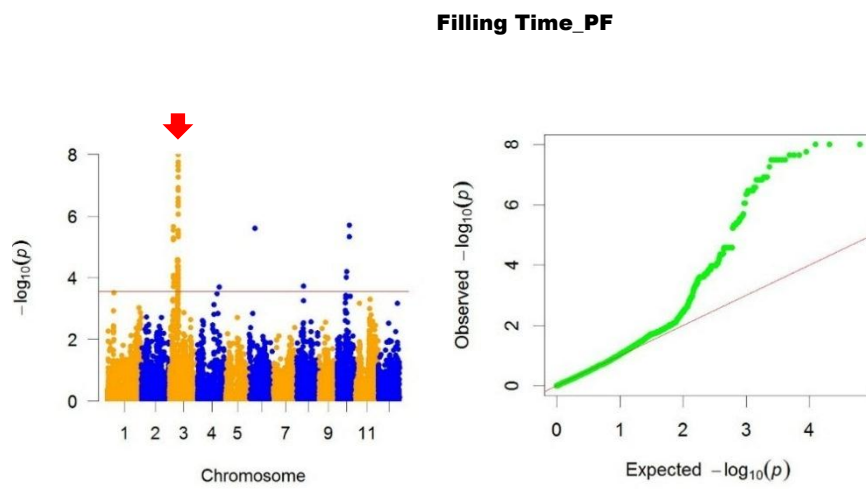 Filling Time_PF
−log₁₀(p)
8
6
4
2
0
1 2 3 4 5 7 9 11
Chromosome
Observed −log₁₀(p)
8
6
4
2
0
0 1 2 3 4
Expected −log₁₀(p)